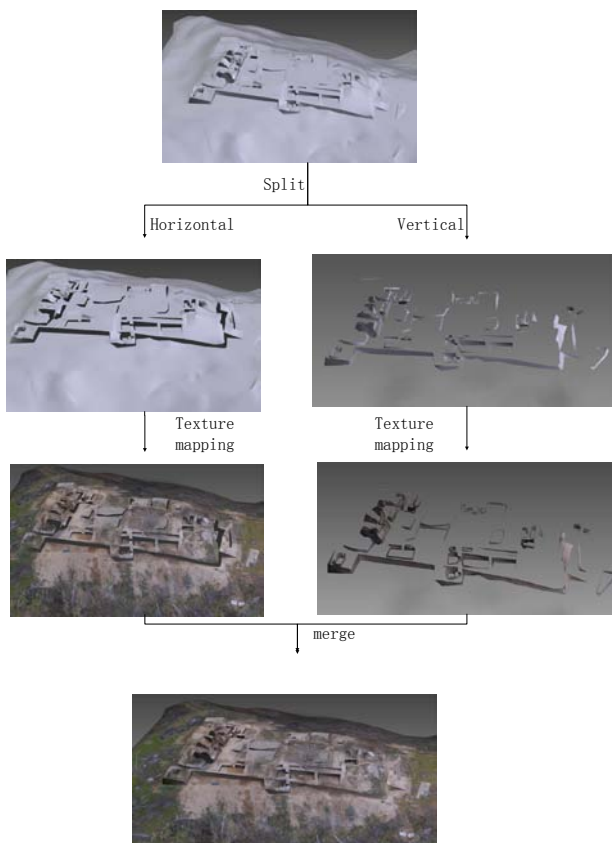 Split
Horizontal
Vertical
Texture
mapping
Texture
mapping
merge